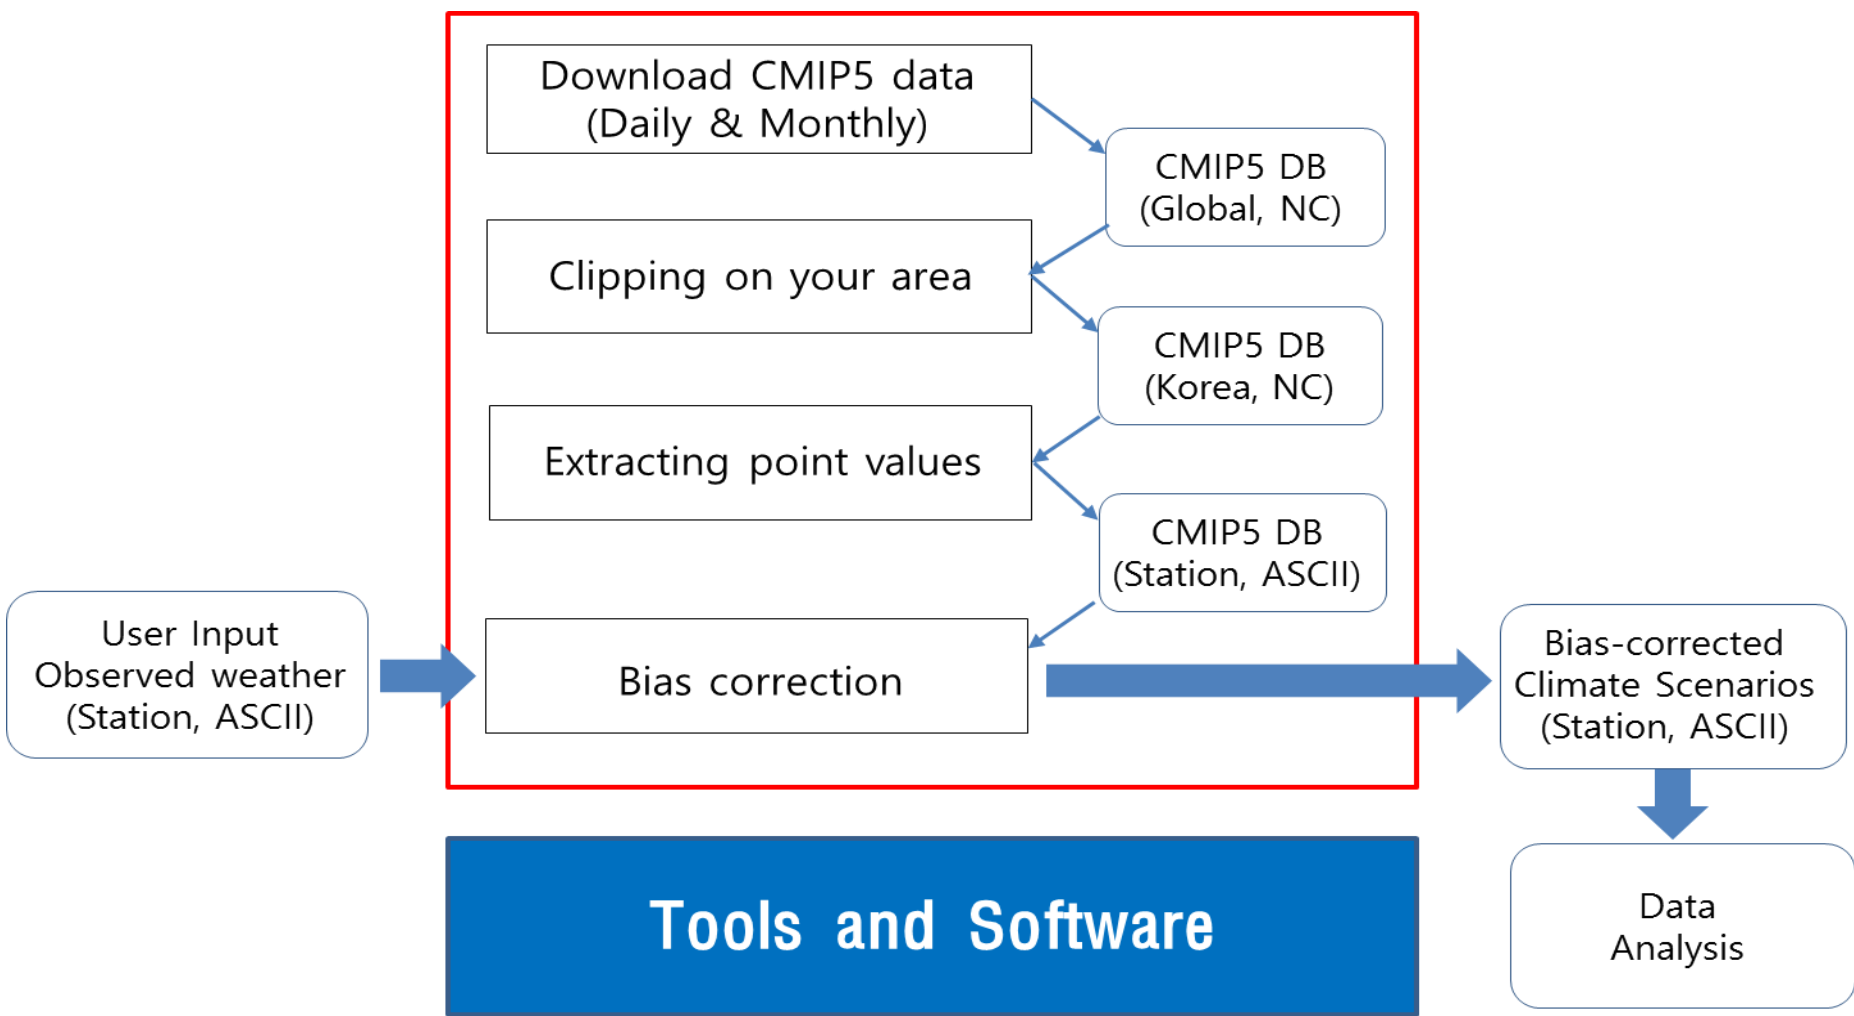 Download CMIP5 data
(Daily & Monthly)
CMIP5 DB
(Global, NC)
Clipping on your area
CMIP5 DB
(Korea, NC)
Extracting point values
CMIP5 DB
(Station, ASCII)
User Input
Observed weather
(Station, ASCII)
Bias correction
Bias-corrected
Climate Scenarios
(Station, ASCII)
Tools and Software
Data
Analysis